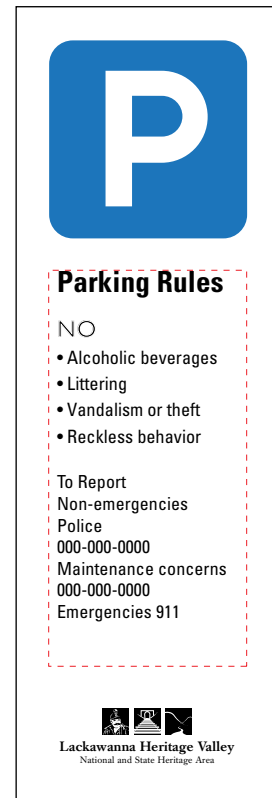 P
Parking Rules
NO
• Alcoholic beverages
• Littering
• Vandalism or theft
• Reckless behavior
To Report
Non-emergencies
Police
000-000-0000
Maintenance concerns
000-000-0000
Emergencies 911
Lackawanna Heritage Valley
National and State Heritage Area